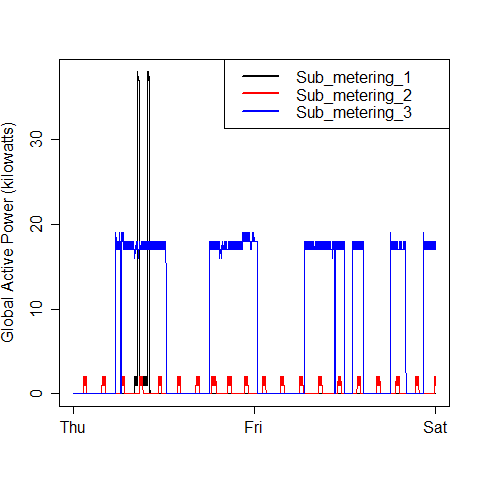 Sub_metering_1
Sub_metering_2
Sub_metering_3
Global Active Power (kilowatts)
30
20
10
0
Thu Fri Sat